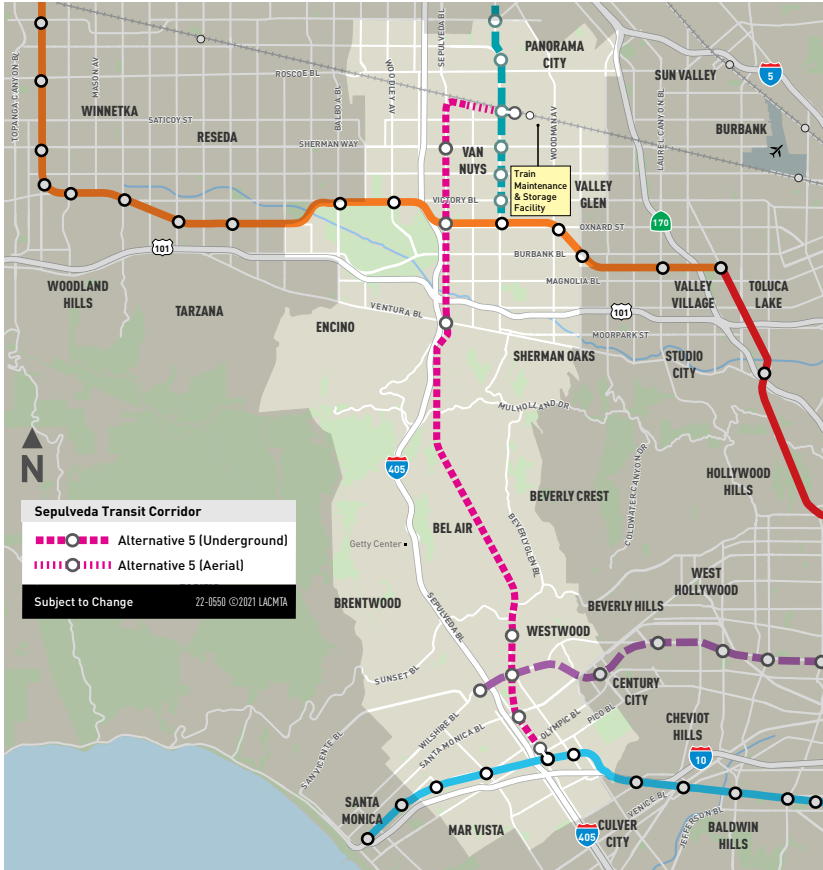 SEPULVEDA BL
PANORAMA
CITY
SUN VALLEY
5
TOPANGA CANYON BL
MASON AV
ROSCOE BL
WOODLEY AV
WINNETKA
BALBOA BL
LAUREL CANYON BL
SATICOY ST
WOODMAN AV
BURBANK
RESEDA
SHERMAN WAY
VAN
NUYS
Train
Maintenance
& Storage
Facility
VALLEY
GLEN
VICTORY BL
OXNARD ST
170
101
BURBANK BL
MAGNOLIA BL
WOODLAND
HILLS
TARZANA
VALLEY
VILLAGE
TOLUCA
LAKE
VENTURA BL
101
ENCINO
MOORPARK ST
SHERMAN OAKS
STUDIO
CITY
MULHOLLAND DR
N
405
COLDWATER CANYON DR
HOLLYWOOD
HILLS
BEVERLY CREST
Sepulveda Transit Corridor
Alternative 5 (Underground)
Alternative 5 (Aerial)
Subject to Change
22-0550 ©2021 LACMTA
BEL AIR
BEVERLY GLEN BL
Getty Center
WEST
HOLLYWOOD
BRENTWOOD
SEPULVEDA BL
BEVERLY HILLS
WESTWOOD
SUNSET BL
CENTURY
CITY
WILSHIRE BL
SANTA MONICA BL
OLYMPIC BL
PICO BL
CHEVIOT
HILLS
SAN VICENTE BL
10
SANTA
MONICA
VENICE BL
JEFFERSON BL
MAR VISTA
405
CULVER
CITY
BALDWIN
HILLS